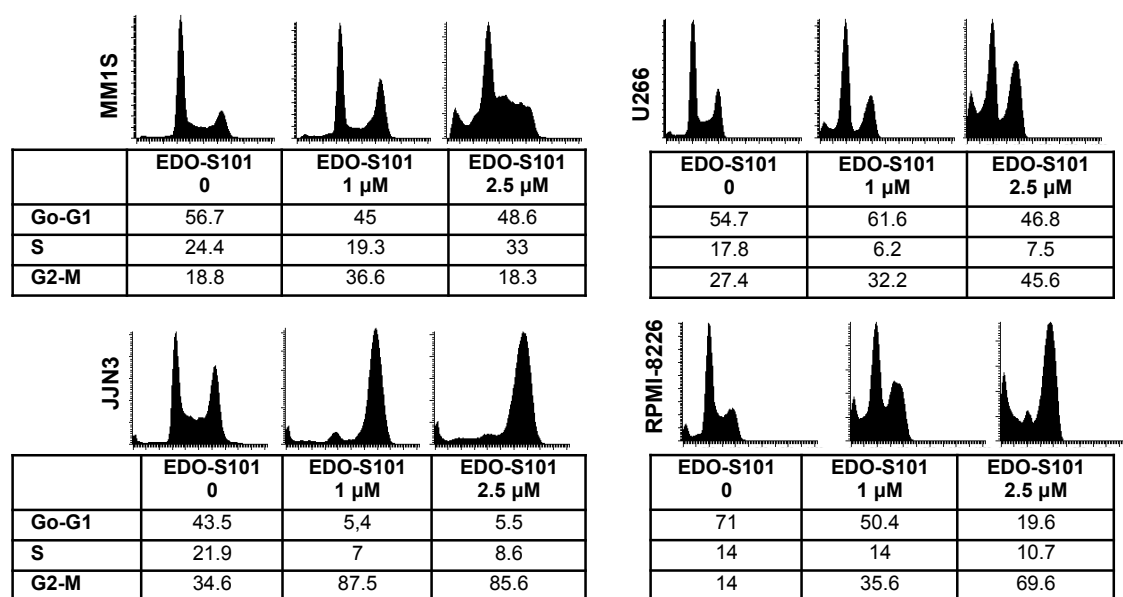 MM1S
EDO-S101 EDO-S101 EDO-S101
0 1 µM 2.5 µM
Go-G1 56.7 45 48.6
S 24.4 19.3 33
G2-M 18.8 36.6 18.3
U266
EDO-S101 EDO-S101 EDO-S101
0 1 µM 2.5 µM
54.7 61.6 46.8
17.8 6.2 7.5
27.4 32.2 45.6
JJN3
EDO-S101 EDO-S101 EDO-S101
0 1 µM 2.5 µM
Go-G1 43.5 5,4 5.5
S 21.9 7 8.6
G2-M 34.6 87.5 85.6
RPMI-8226
EDO-S101 EDO-S101 EDO-S101
0 1 µM 2.5 µM
71 50.4 19.6
14 14 10.7
14 35.6 69.6